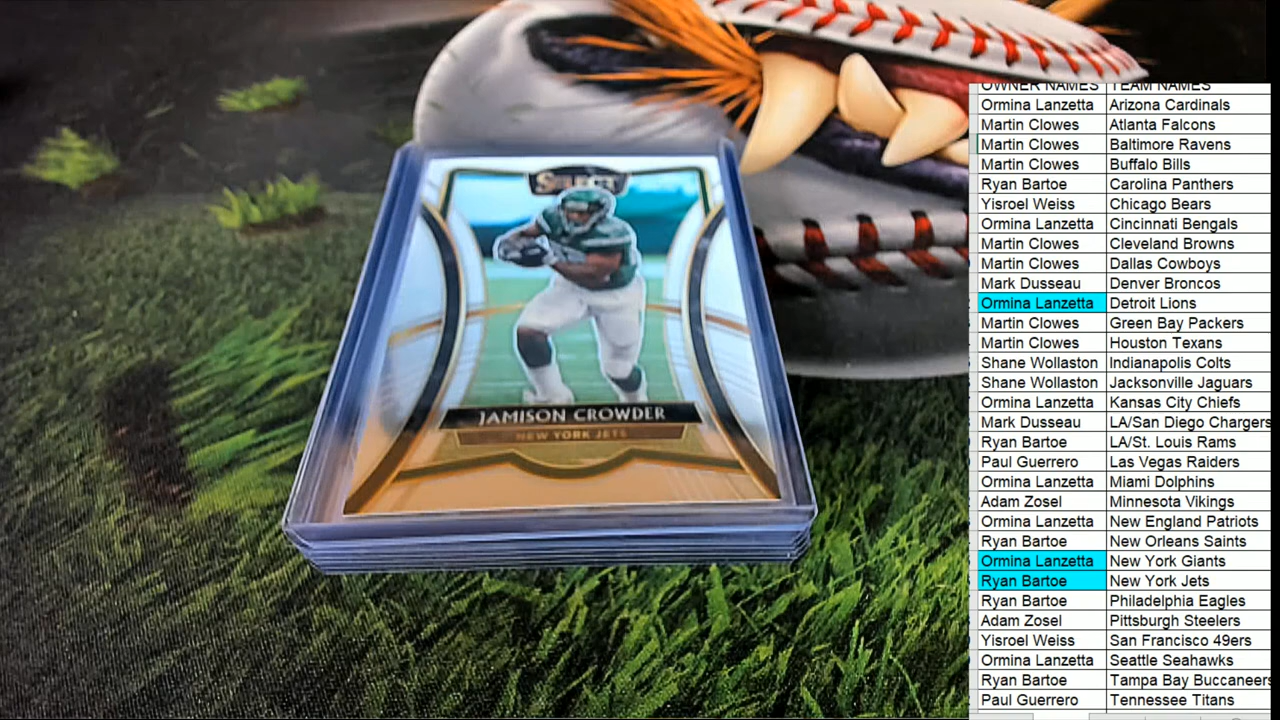 SELECT
JAMISON CROWDER
NEW YORK JETS
OWNER NAMES TEAM NAMES
Ormina Lanzetta Arizona Cardinals
Martin Clowes Atlanta Falcons
Martin Clowes Baltimore Ravens
Martin Clowes Buffalo Bills
Ryan Bartoe Carolina Panthers
Yisroel Weiss Chicago Bears
Ormina Lanzetta Cincinnati Bengals
Martin Clowes Cleveland Browns
Martin Clowes Dallas Cowboys
Mark Dusseau Denver Broncos
Ormina Lanzetta Detroit Lions
Martin Clowes Green Bay Packers
Martin Clowes Houston Texans
Shane Wollaston Indianapolis Colts
Shane Wollaston Jacksonville Jaguars
Ormina Lanzetta Kansas City Chiefs
Mark Dusseau LA/San Diego Chargers
Ryan Bartoe LA/St. Louis Rams
Paul Guerrero Las Vegas Raiders
Ormina Lanzetta Miami Dolphins
Adam Zosel Minnesota Vikings
Ormina Lanzetta New England Patriots
Ryan Bartoe New Orleans Saints
Ormina Lanzetta New York Giants
Ryan Bartoe New York Jets
Ryan Bartoe Philadelphia Eagles
Adam Zosel Pittsburgh Steelers
Yisroel Weiss San Francisco 49ers
Ormina Lanzetta Seattle Seahawks
Ryan Bartoe Tampa Bay Buccaneers
Paul Guerrero Tennessee Titans